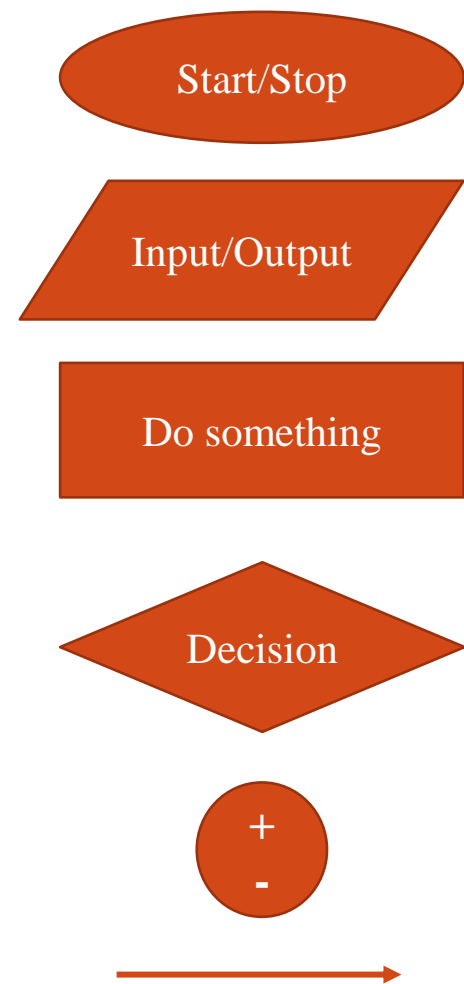 Start/Stop
Input/Output
Do something
Decision
+
-